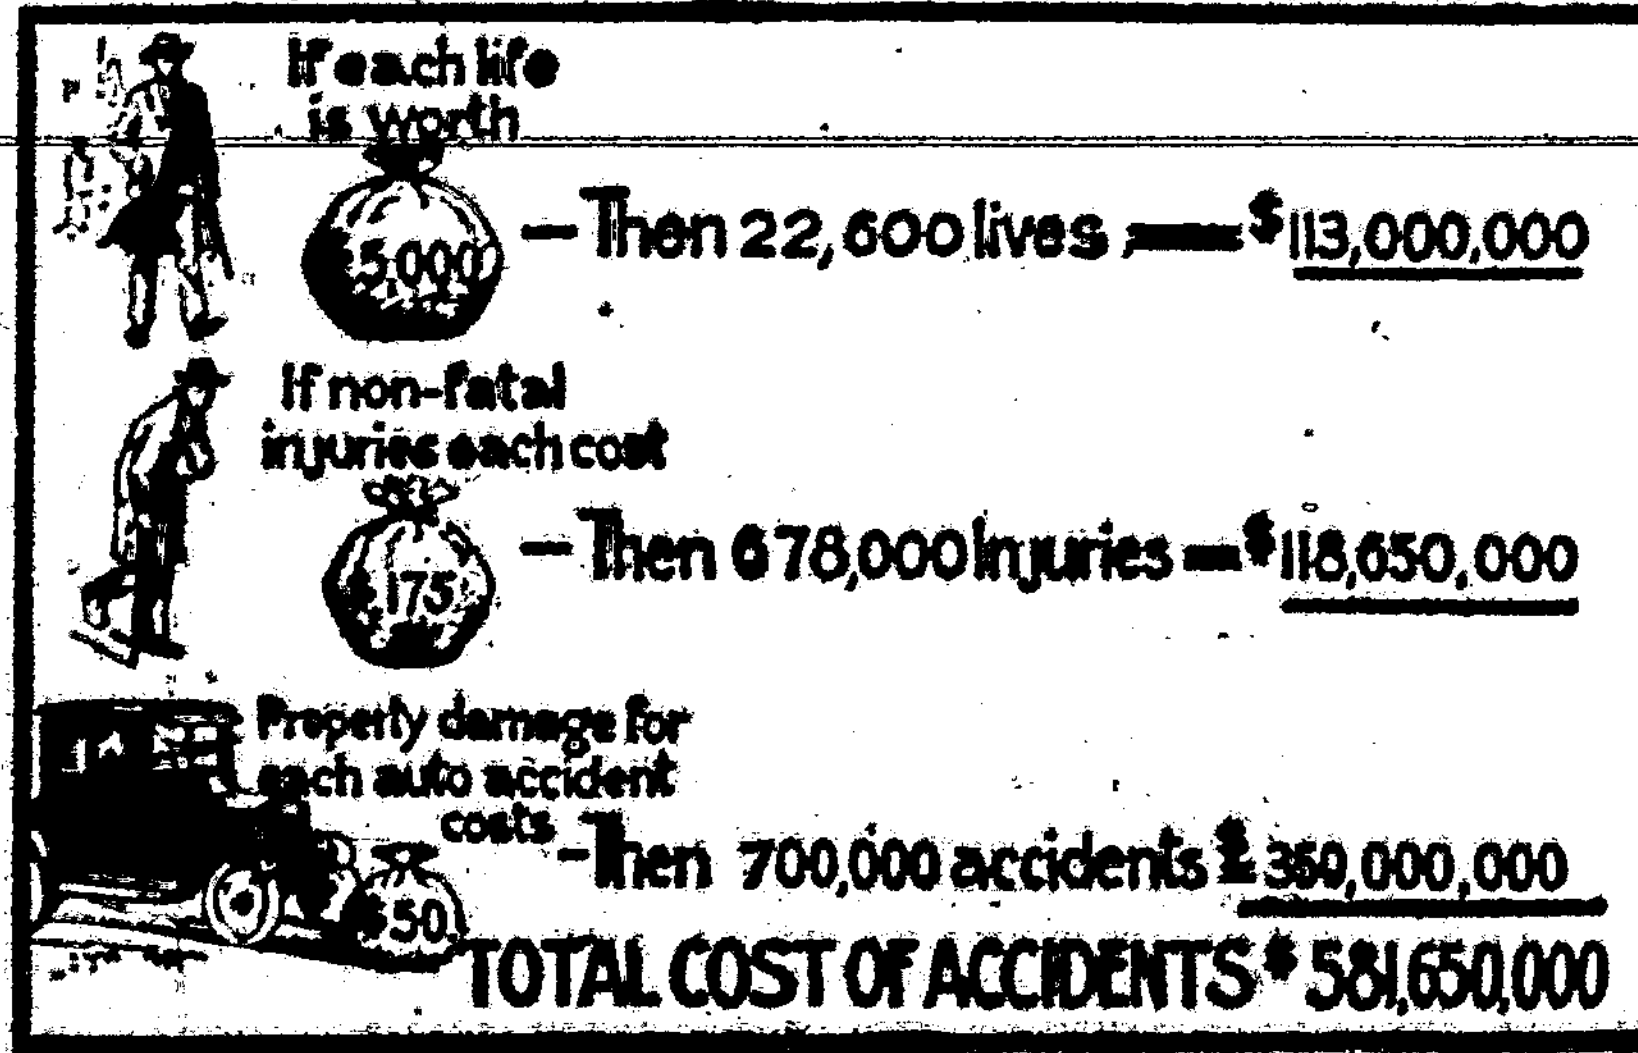 If each life
is worth
$5,000
— Then 22,600 lives, — $113,000,000
If non-fatal
injuries each cost
$175
— Then 678,000 Injuries — $118,650,000
Property damage for
each auto accident
costs
$50
— Then 700,000 accidents = $350,000,000
TOTAL COST OF ACCIDENTS $581,650,000